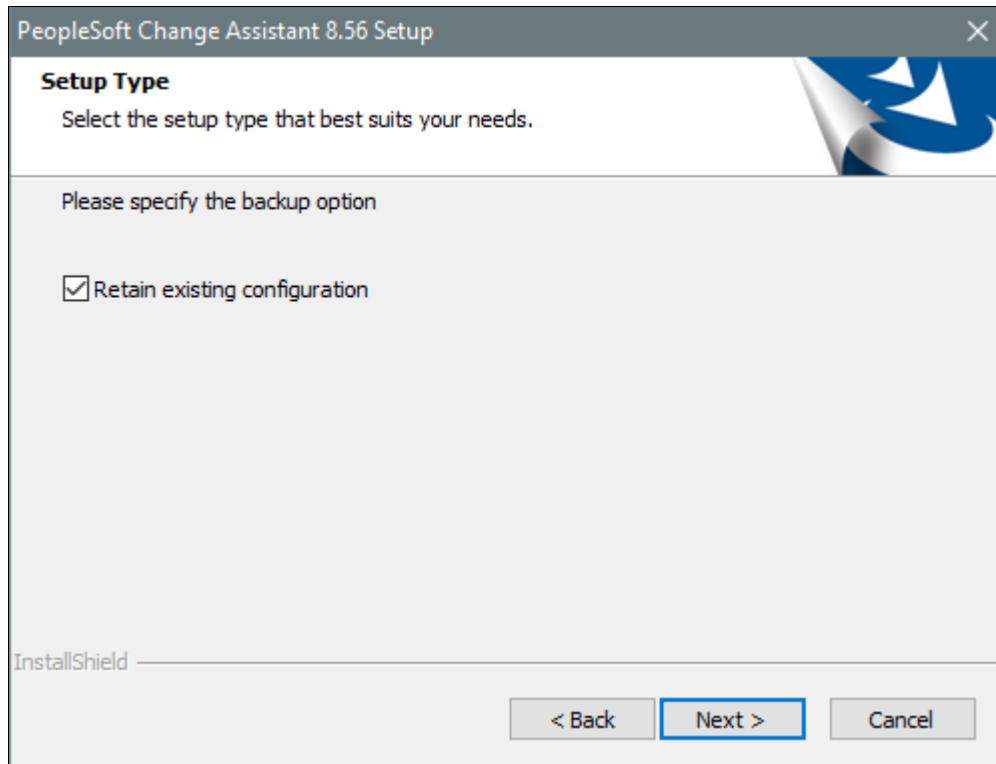 PeopleSoft Change Assistant 8.56 Setup
Setup Type
Select the setup type that best suits your needs.
Please specify the backup option
Retain existing configuration
InstallShield
< Back Next > Cancel